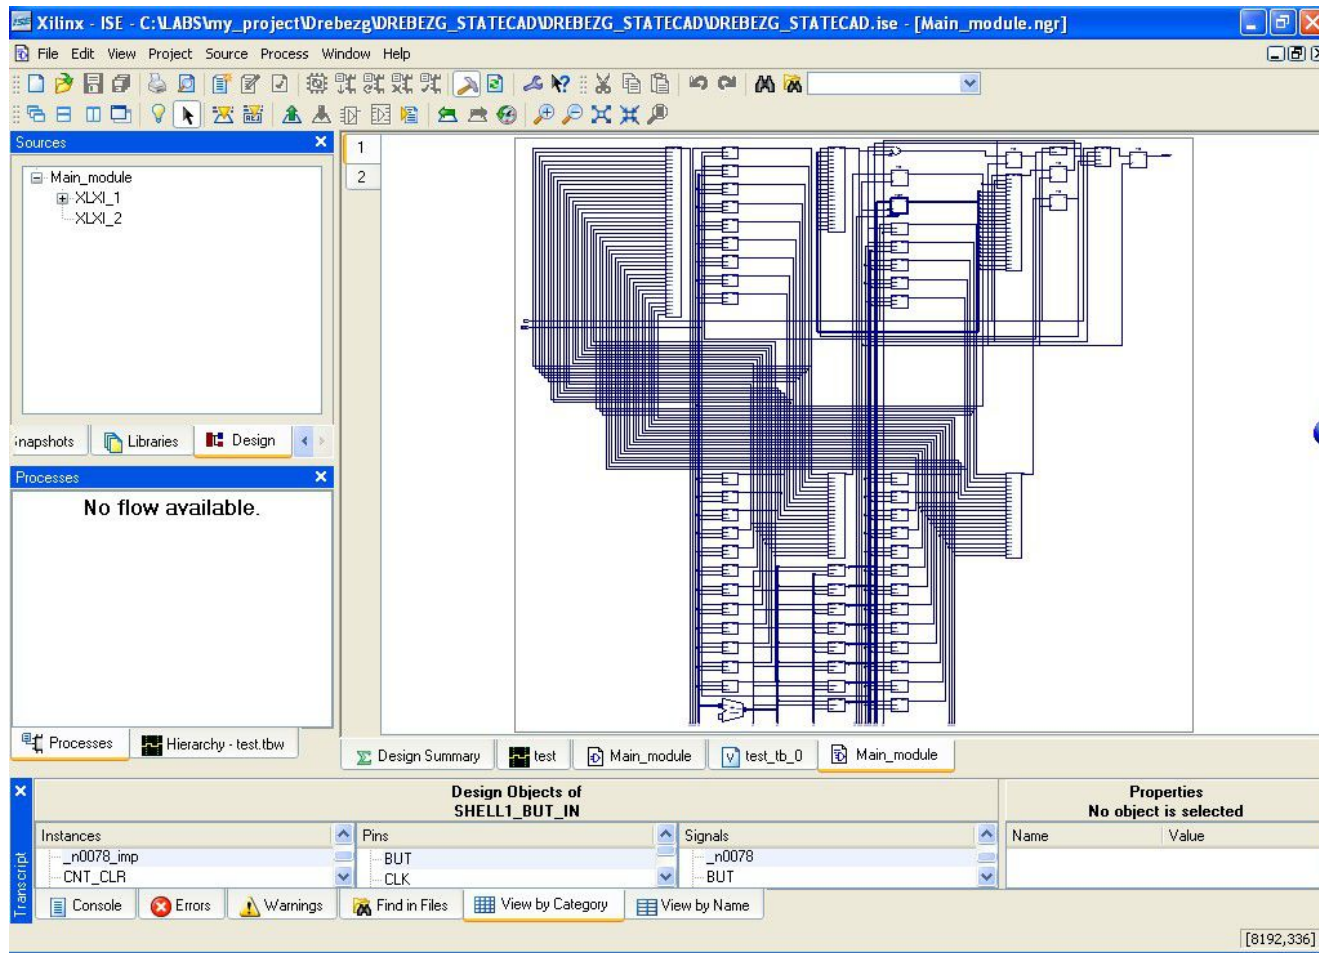 Xilinx - ISE - C:\LABS\my_project\Drebezg\DREBEZG_STATECAD\DREBEZG_STATECAD\DREBEZG_STATECAD.ise - [Main_module.ngr]
File Edit View Project Source Process Window Help
Sources
Main_module
XLXI_1
XLXI_2
1
2
Libraries Design
Processes
No flow available.
Processes Hierarchy - test.tbw
Design Summary test Main_module test_tb_0 Main_module
Design Objects of
SHELL1_BUT_IN
Properties
No object is selected
Instances Pins Signals Name Value
_n0078_imp BUT _n0078
CNT_CLR CLK BUT
Transcript
Console Errors Warnings Find in Files View by Category View by Name
[8192,336]